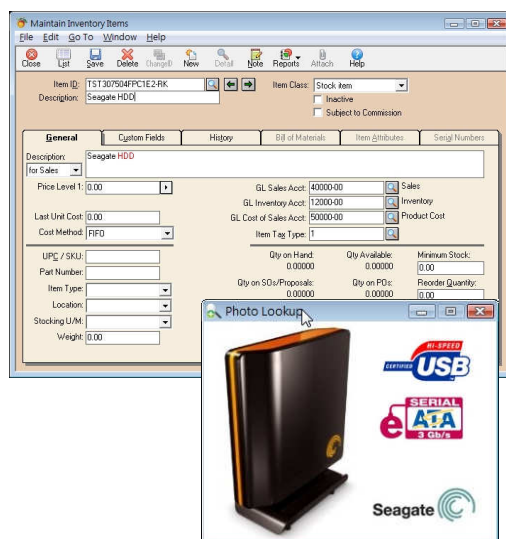 Maintain Inventory Items
File Edit Go To Window Help
Close List Save Delete ChangeID New Detail Note Reports Attach Help
Item ID: TST307504FPC1E2-RK Item Class: Stock item
Description: Seagate HDD Inactive
Subject to Commission
General Custom Fields History Bill of Materials Item Attributes Serial Numbers
Description: Seagate HDD
for Sales
Price Level 1: 0.00 GL Sales Acct: 40000-00 Sales
GL Inventory Acct: 12000-00 Inventory
Last Unit Cost: 0.00 GL Cost of Sales Acct: 50000-00 Product Cost
Cost Method: FIFO Item Tax Type: 1
UPC / SKU: Qty on Hand: Qty Available: Minimum Stock:
0.00000 0.00000 0.00
Part Number:
Item Type: Qty on SOs/Proposals: Qty on POs: Reorder Quantity:
0.00000 0.00000 0.00
Location:
Stocking U/M:
Weight: 0.00
Photo Lookup
HI-SPEED
CERTIFIED USB
SERIAL
eATA
3 Gb/s
Seagate